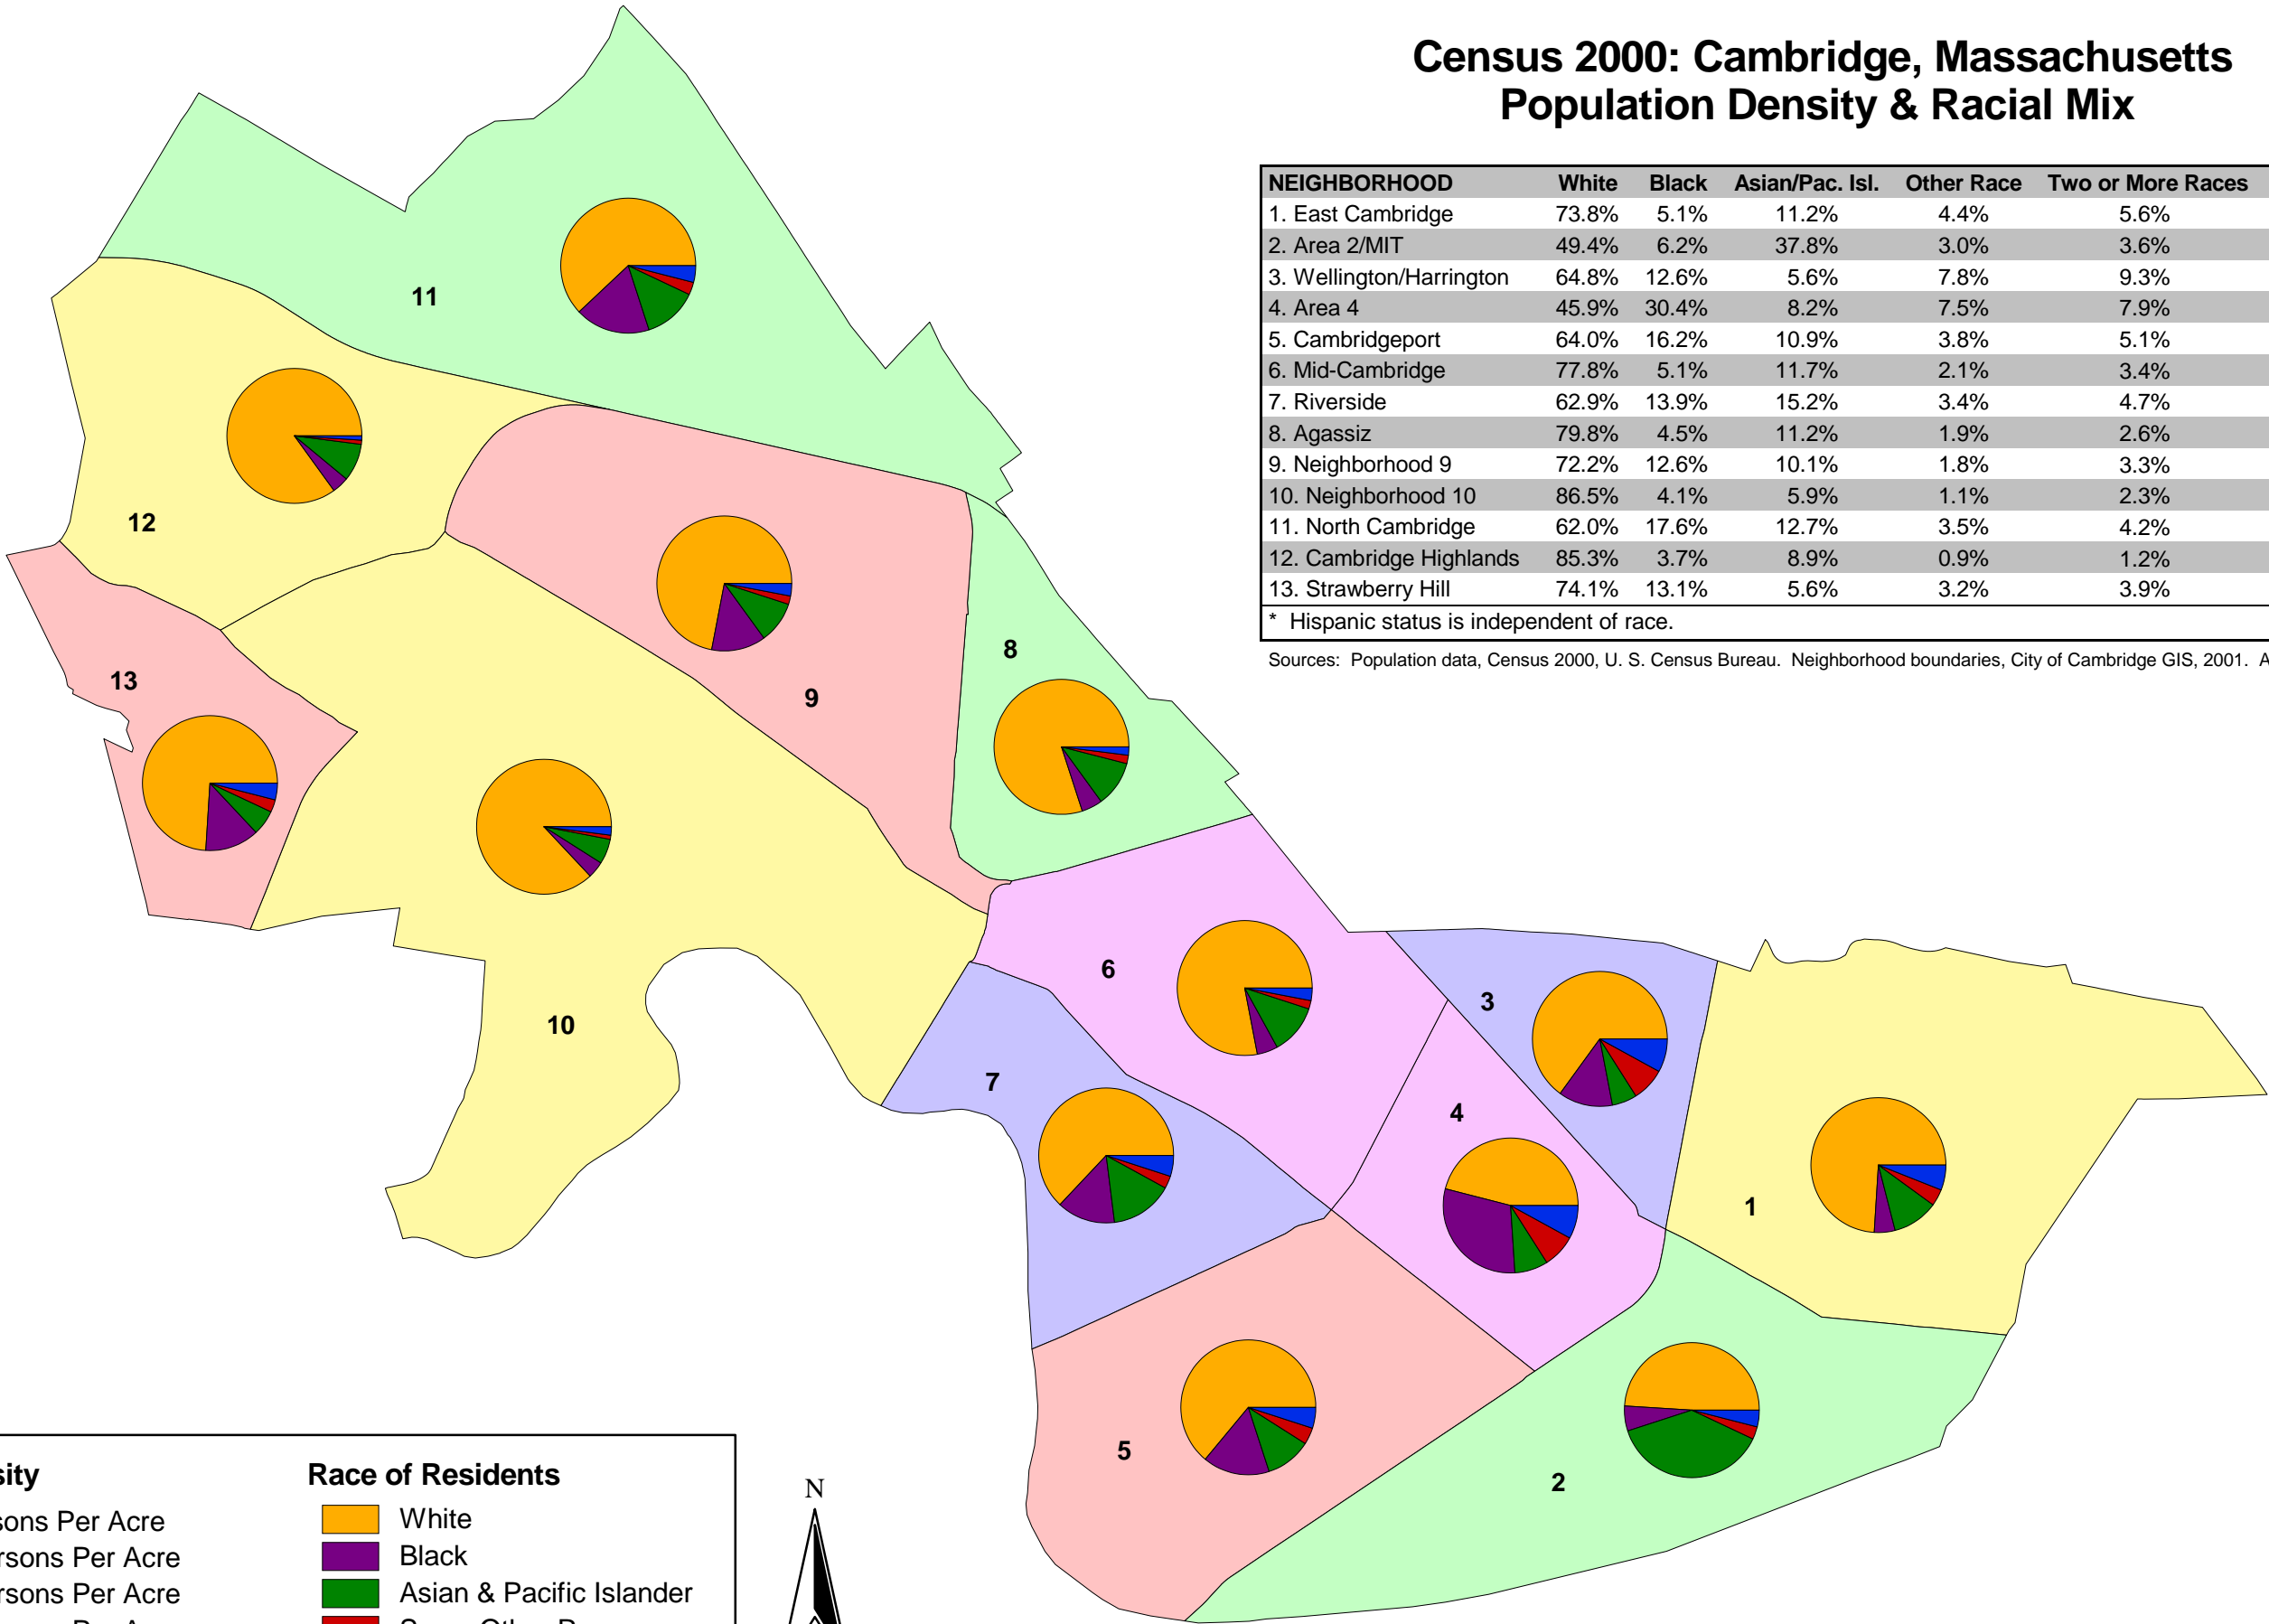 Census 2000: Cambridge, Massachusetts
Population Density & Racial Mix
NEIGHBORHOOD White Black Asian/Pac. Isl. Other Race Two or More Races
1. East Cambridge 73.8% 5.1% 11.2% 4.4% 5.6%
2. Area 2/MIT 49.4% 6.2% 37.8% 3.0% 3.6%
3. Wellington/Harrington 64.8% 12.6% 5.6% 7.8% 9.3%
4. Area 4 45.9% 30.4% 8.2% 7.5% 7.9%
5. Cambridgeport 64.0% 16.2% 10.9% 3.8% 5.1%
6. Mid-Cambridge 77.8% 5.1% 11.7% 2.1% 3.4%
7. Riverside 62.9% 13.9% 15.2% 3.4% 4.7%
8. Agassiz 79.8% 4.5% 11.2% 1.9% 2.6%
9. Neighborhood 9 72.2% 12.6% 10.1% 1.8% 3.3%
10. Neighborhood 10 86.5% 4.1% 5.9% 1.1% 2.3%
11. North Cambridge 62.0% 17.6% 12.7% 3.5% 4.2%
12. Cambridge Highlands 85.3% 3.7% 8.9% 0.9% 1.2%
13. Strawberry Hill 74.1% 13.1% 5.6% 3.2% 3.9%
* Hispanic status is independent of race.
Sources: Population data, Census 2000, U. S. Census Bureau. Neighborhood boundaries, City of Cambridge GIS, 2001. A
11
12
13
9
8
10
6
7
3
4
1
5
2
sity
sons Per Acre
rsons Per Acre
rsons Per Acre
Race of Residents
White
Black
Asian & Pacific Islander
N